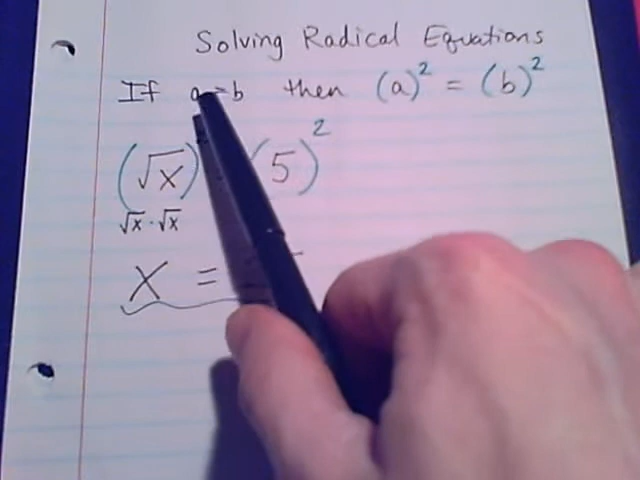 Solving Radical Equations
If a = b then (a)² = (b)²
(√x) (5)²
√x · √x
x =